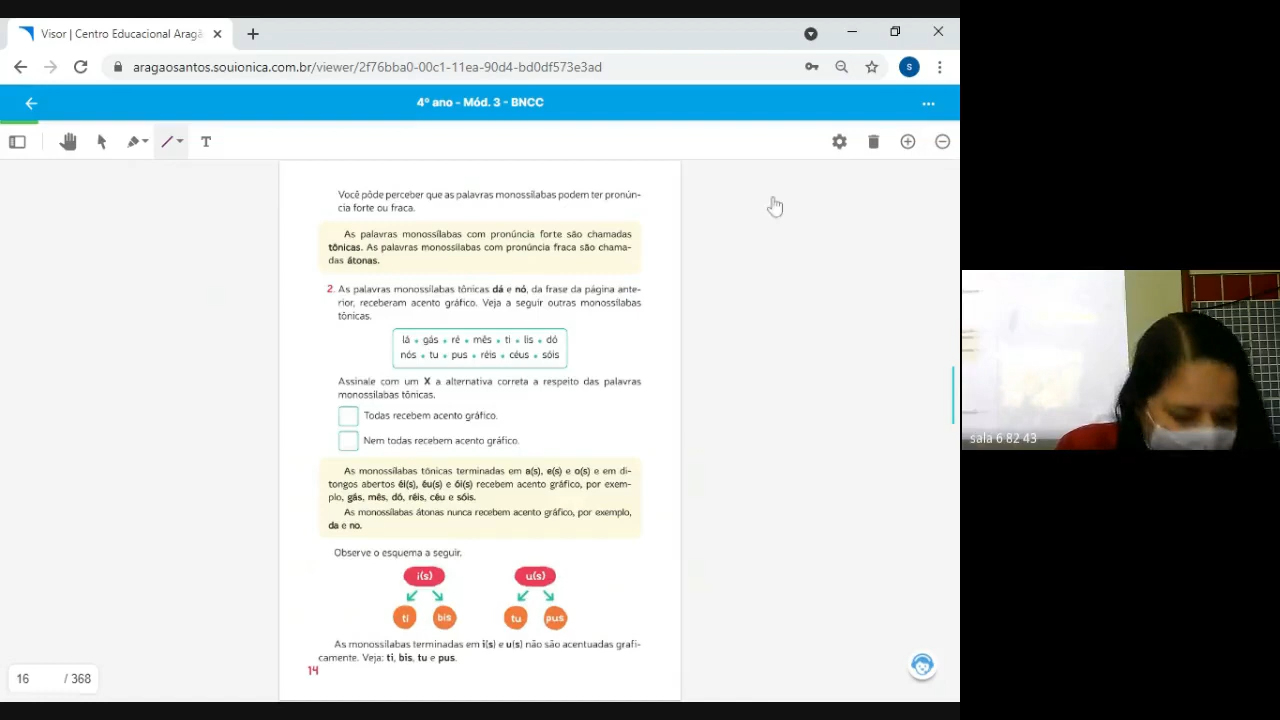 Visor | Centro Educacional Aragã
aragaosantos.souionica.com.br/viewer/2f76bba0-00c1-11ea-90d4-bd0df573e3ad
s
4º ano - Mód. 3 - BNCC
T
Você pôde perceber que as palavras monossílabas podem ter pronún-
cia forte ou fraca.
As palavras monossílabas com pronúncia forte são chamadas
tônicas. As palavras monossílabas com pronúncia fraca são chama-
das átonas.
2. As palavras monossílabas tônicas dá e nó, da frase da página ante-
rior, receberam acento gráfico. Veja a seguir outras monossílabas
tônicas.
lá • gás • ré • mês • ti • lis • dó
nós • tu • pus • réis • céus • sóis
Assinale com um X a alternativa correta a respeito das palavras
monossílabas tônicas.
Todas recebem acento gráfico.
Nem todas recebem acento gráfico.
As monossílabas tônicas terminadas em a(s), e(s) e o(s) e em di-
tongos abertos éi(s), éu(s) e ói(s) recebem acento gráfico, por exem-
plo, gás, mês, dó, réis, céu e sóis.
As monossílabas átonas nunca recebem acento gráfico, por exemplo,
da e no.
Observe o esquema a seguir.
i(s) u(s)
ti bis tu pus
As monossílabas terminadas em i(s) e u(s) não são acentuadas grafi-
camente. Veja: ti, bis, tu e pus.
14
16 / 368
sala 6 82 43